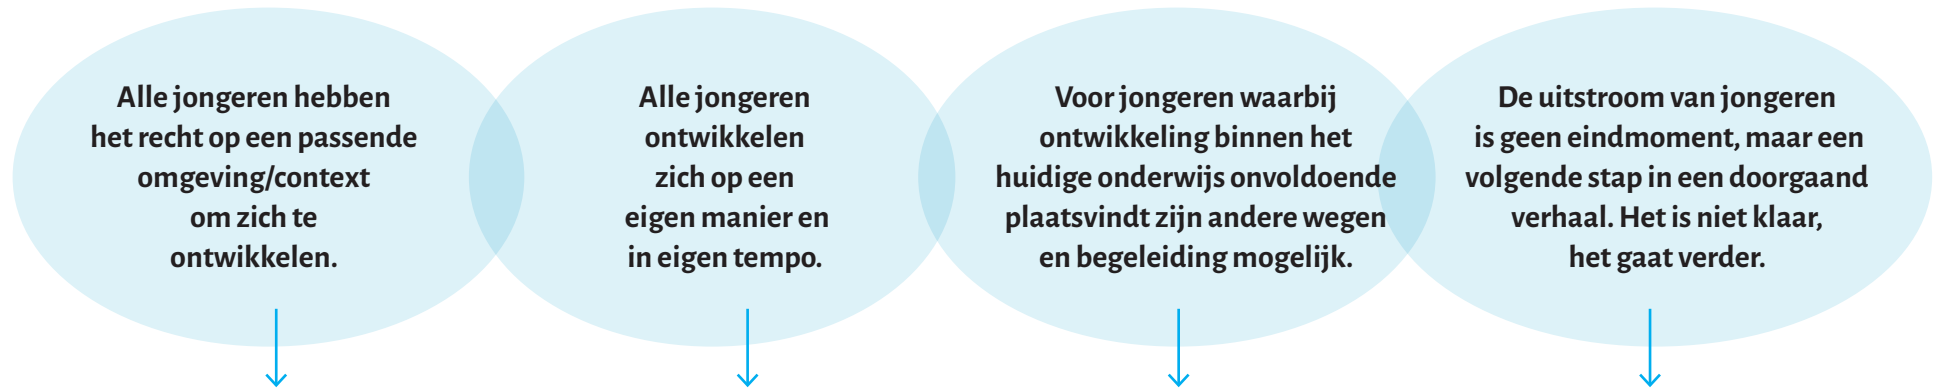 Alle jongeren hebben
het recht op een passende
omgeving/context
om zich te
ontwikkelen.
Alle jongeren
ontwikkelen
zich op een
eigen manier en
in eigen tempo.
Voor jongeren waarbij
ontwikkeling binnen het
huidige onderwijs onvoldoende
plaatsvindt zijn andere wegen
en begeleiding mogelijk.
De uitstroom van jongeren
is geen eindmoment, maar een
volgende stap in een doorgaand
verhaal. Het is niet klaar,
het gaat verder.